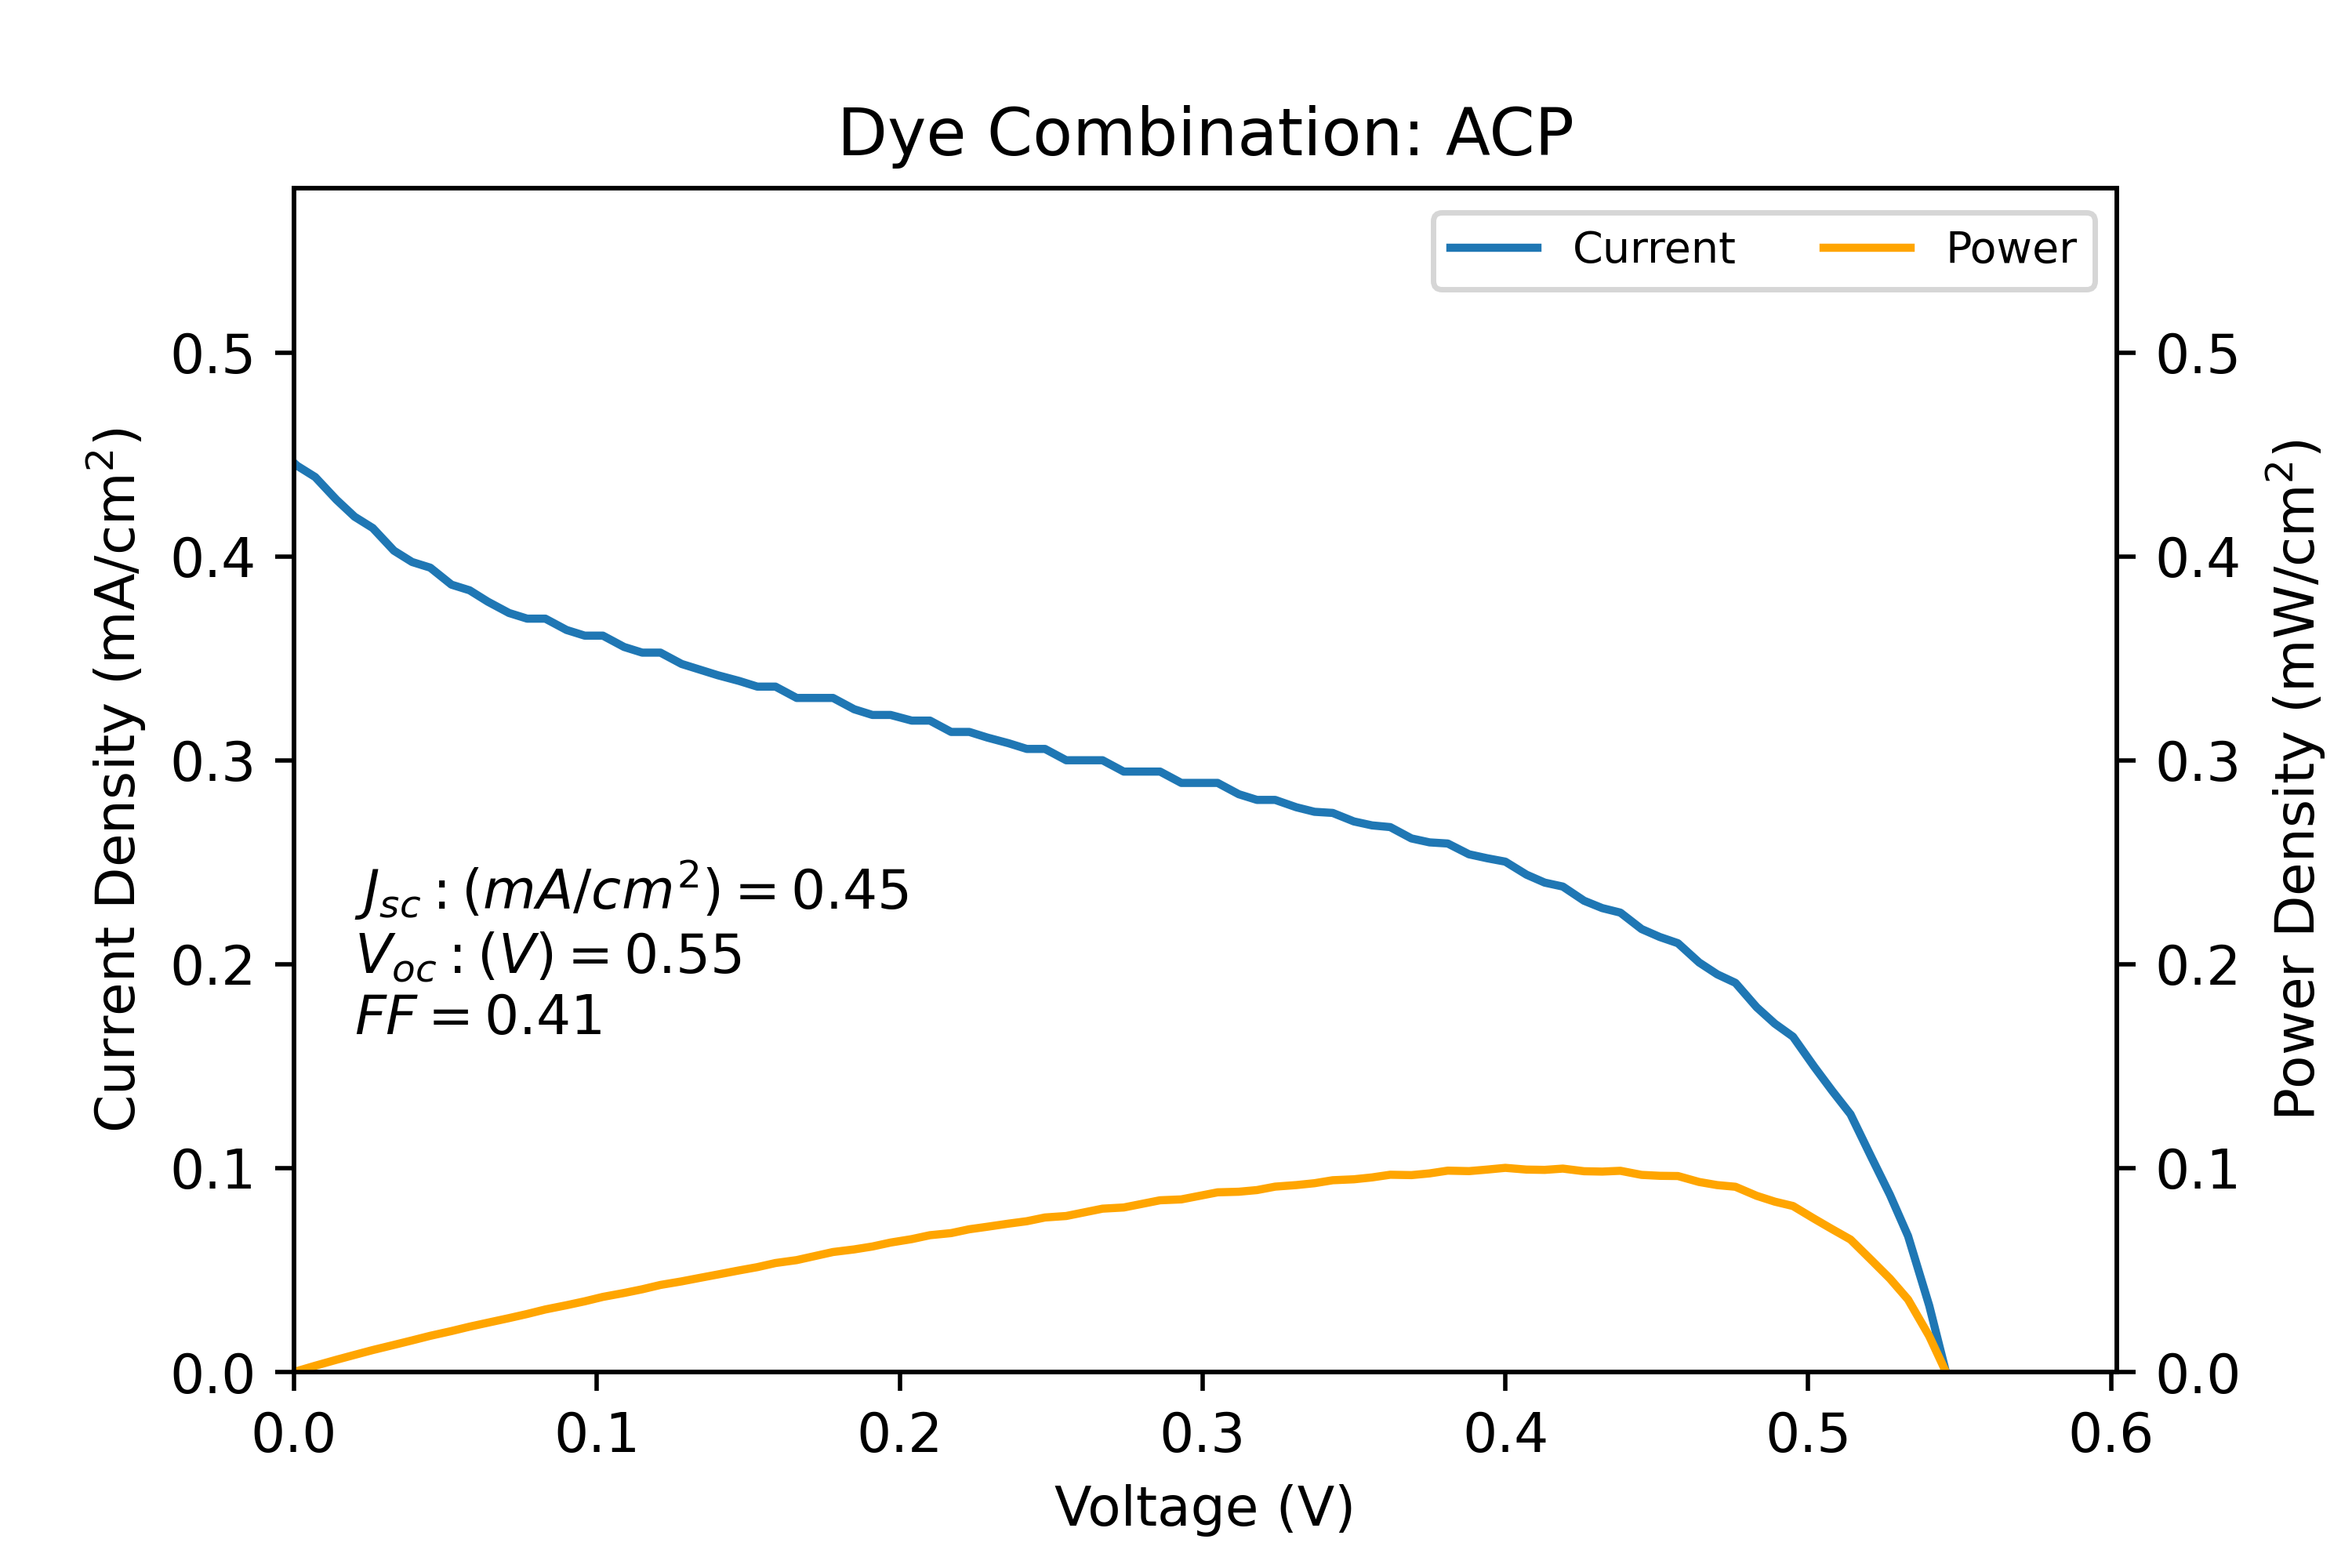 Dye Combination: ACP
Current
Power
0.5
0.4
0.3
0.2
0.1
0.0
Current Density (mA/cm²)
J_sc : (mA/cm²) = 0.45
V_oc : (V) = 0.55
FF = 0.41
0.5
0.4
0.3
0.2
0.1
0.0
Power Density (mW/cm²)
0.0 0.1 0.2 0.3 0.4 0.5 0.6
Voltage (V)